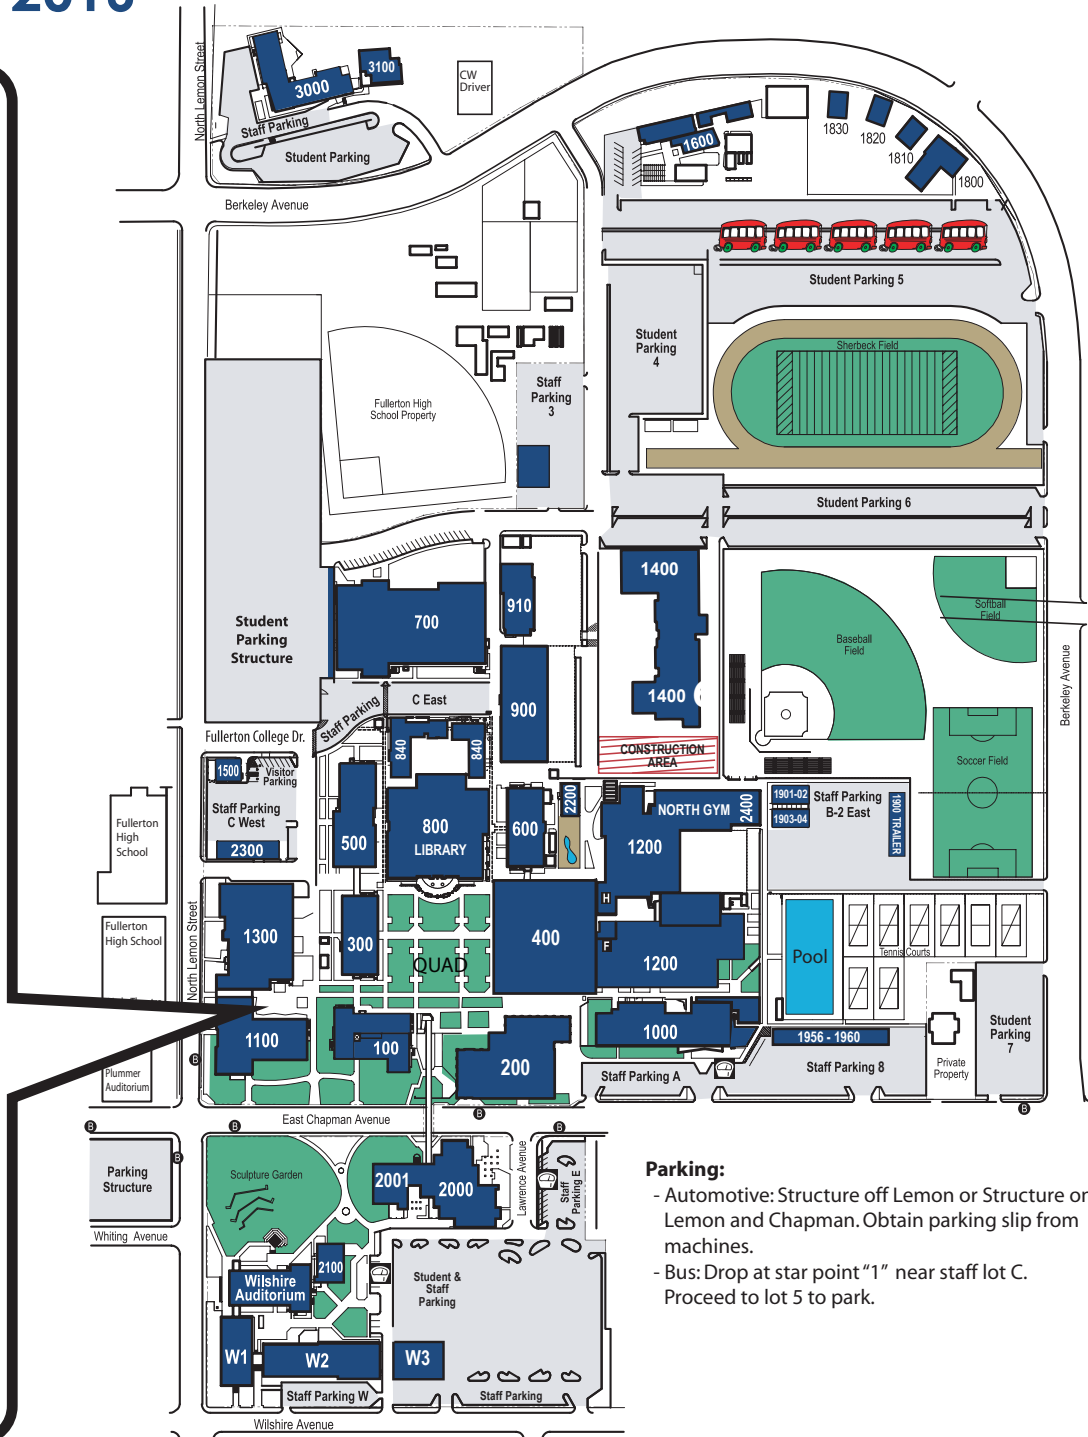 2016
North Lemon Street
3000
3100
CW
Driver
Staff Parking
Student Parking
Berkeley Avenue
1600
1830
1820
1810
1800
Student Parking 5
Student
Parking
4
Sherbeck Field
Staff
Parking
3
Fullerton High
School Property
Student Parking 6
Student
Parking
Structure
700
910
1400
1400
900
Baseball
Field
Softball
Field
Berkeley Avenue
Soccer Field
C East
Staff Parking
Fullerton College Dr.
CONSTRUCTION
AREA
1500
Visitor
Parking
Staff Parking
C West
2300
840
840
500
800
LIBRARY
600
2200
NORTH GYM
2400
1200
1901-02
1903-04
Staff Parking
B-2 East
1900 TRAILER
Fullerton
High
School
Fullerton
High School
North Lemon Street
1300
300
QUAD
400
H
F
1200
Pool
Tennis Courts
1100
100
200
1000
1956 - 1960
Staff Parking A
Staff Parking 8
Private
Property
Student
Parking
7
Plummer
Auditorium
B
B
B
East Chapman Avenue
B
B
B
B
Parking
Structure
Whiting Avenue
Sculpture Garden
2001
2000
Lawrence Avenue
Staff
Parking E
2100
Wilshire
Auditorium
Student &
Staff
Parking
W1
W2
W3
Staff Parking W
Staff Parking
Wilshire Avenue
Parking:
- Automotive: Structure off Lemon or Structure or
Lemon and Chapman. Obtain parking slip from
machines.
- Bus: Drop at star point “1” near staff lot C.
Proceed to lot 5 to park.